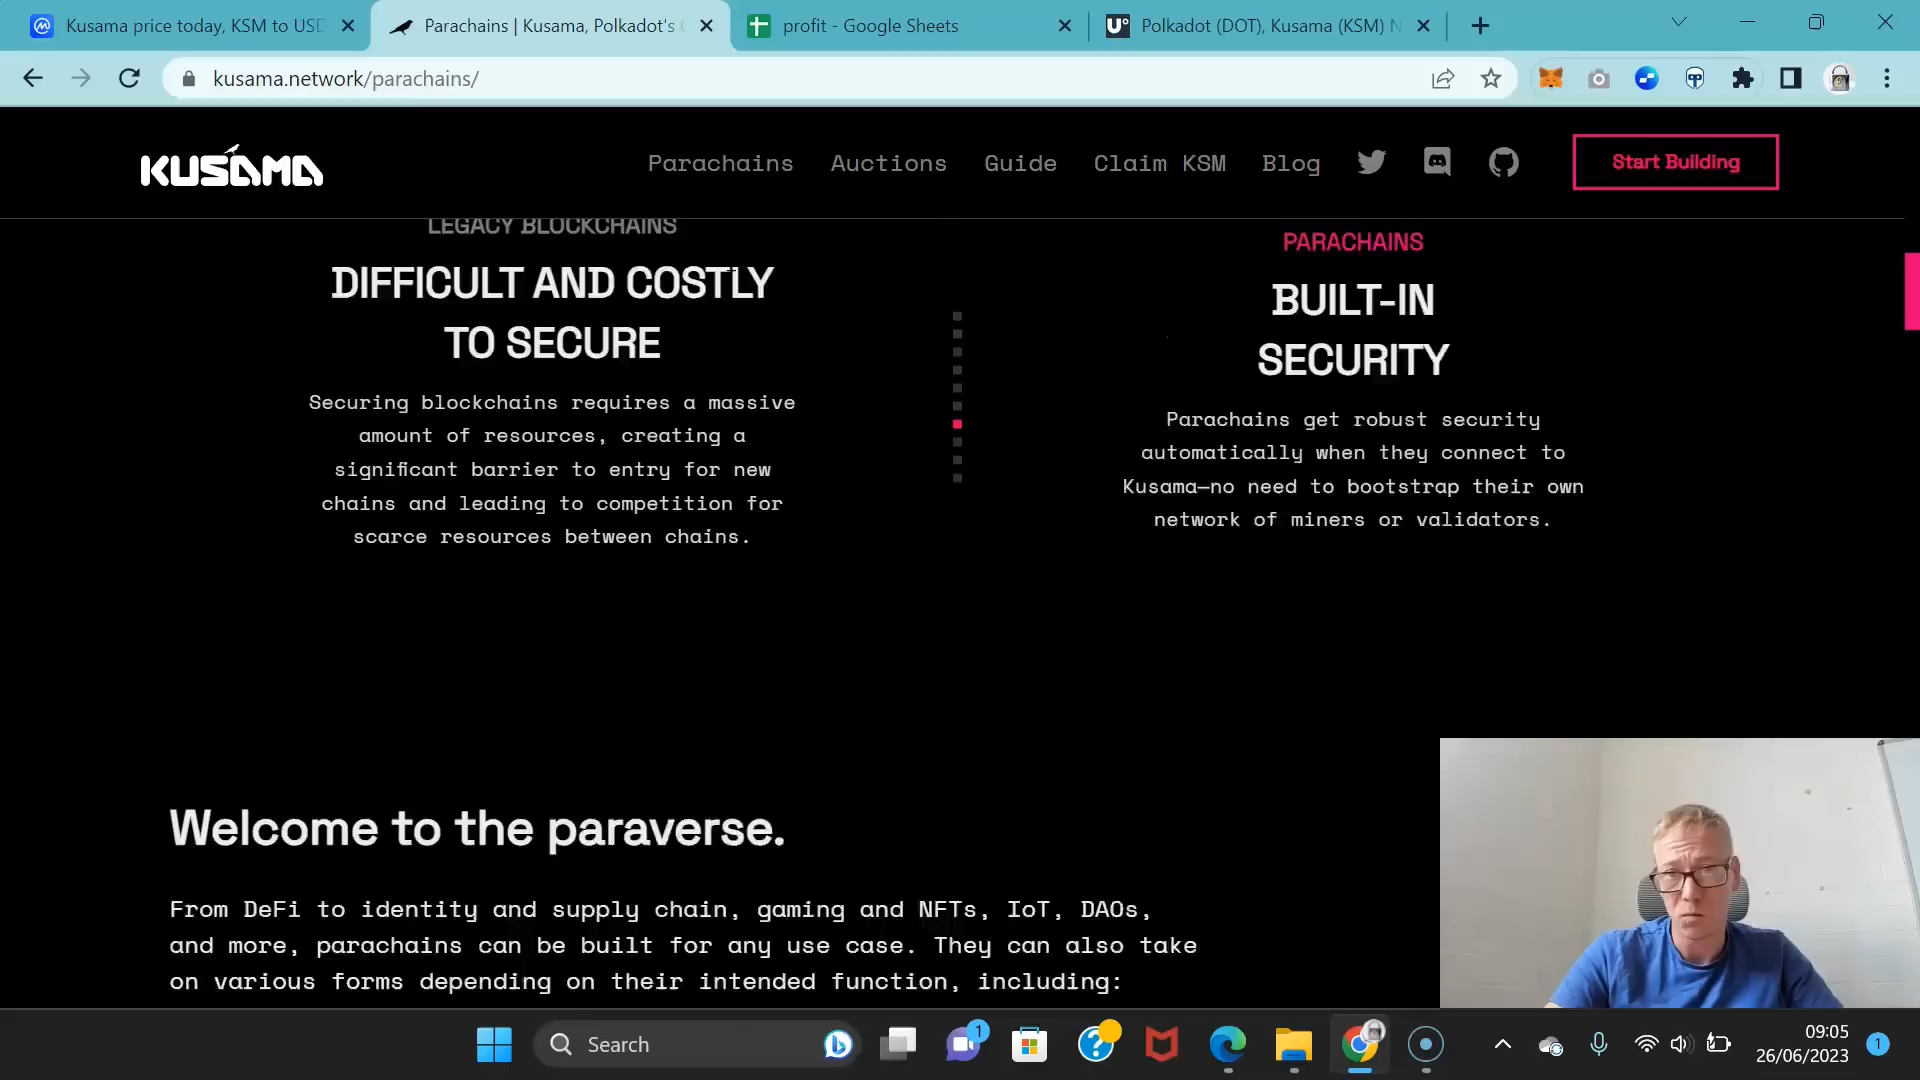 Kusama price today, KSM to USD
Parachains | Kusama, Polkadot's
profit - Google Sheets
Polkadot (DOT), Kusama (KSM) N
kusama.network/parachains/
KUSAMA
Parachains
Auctions
Guide
Claim KSM
Blog
Start Building
LEGACY BLOCKCHAINS
DIFFICULT AND COSTLY
TO SECURE
Securing blockchains requires a massive
amount of resources, creating a
significant barrier to entry for new
chains and leading to competition for
scarce resources between chains.
PARACHAINS
BUILT-IN
SECURITY
Parachains get robust security
automatically when they connect to
Kusama—no need to bootstrap their own
network of miners or validators.
Welcome to the paraverse.
From DeFi to identity and supply chain, gaming and NFTs, IoT, DAOs,
and more, parachains can be built for any use case. They can also take
on various forms depending on their intended function, including:
Search
1
09:05
26/06/2023
1